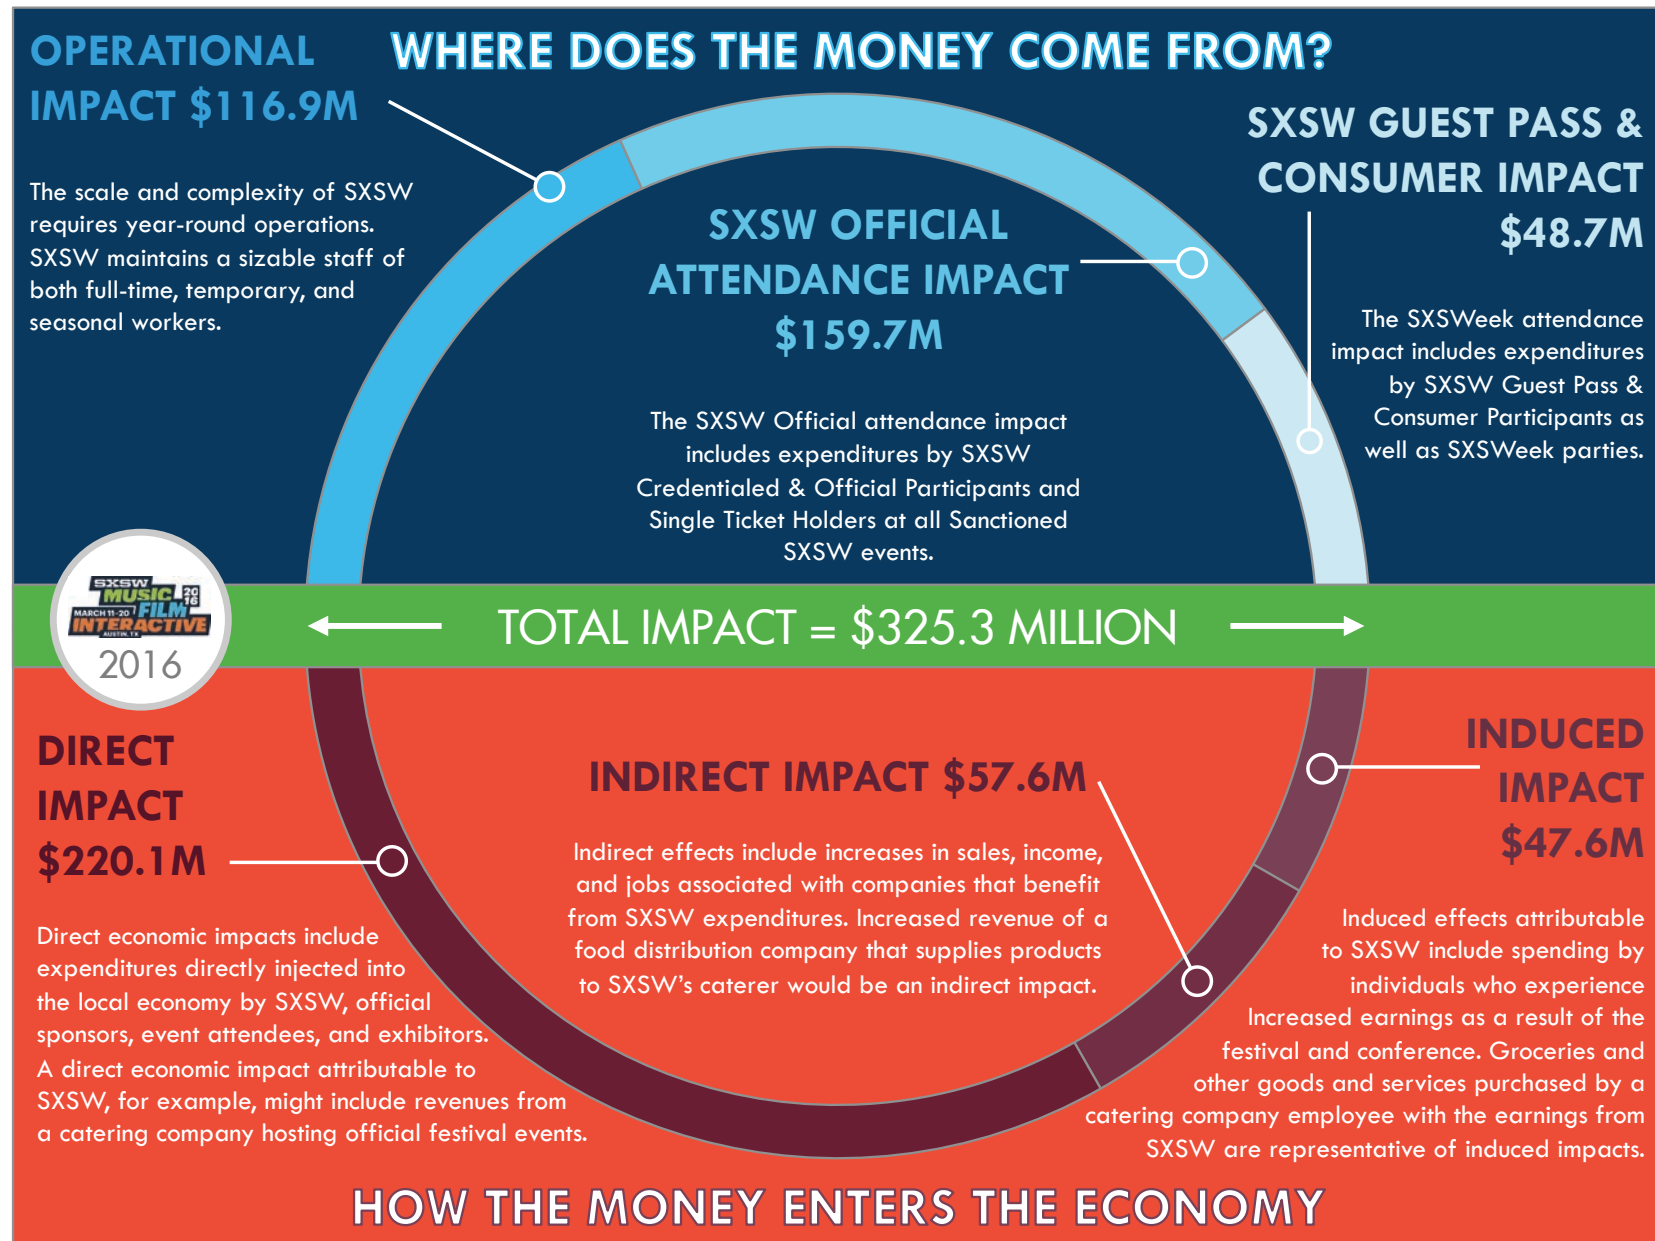 WHERE DOES THE MONEY COME FROM?
OPERATIONAL
IMPACT $116.9M
The scale and complexity of SXSW
requires year-round operations.
SXSW maintains a sizable staff of
both full-time, temporary, and
seasonal workers.
SXSW OFFICIAL
ATTENDANCE IMPACT
$159.7M
The SXSW Official attendance impact
includes expenditures by SXSW
Credentialed & Official Participants and
Single Ticket Holders at all Sanctioned
SXSW events.
SXSW GUEST PASS &
CONSUMER IMPACT
$48.7M
The SXSWeek attendance
impact includes expenditures
by SXSW Guest Pass &
Consumer Participants as
well as SXSWeek parties.
SXSW
MUSIC 20
16
MARCH 11-20 FILM
INTERACTIVE
AUSTIN, TX
2016
TOTAL IMPACT = $325.3 MILLION
DIRECT
IMPACT
$220.1M
Direct economic impacts include
expenditures directly injected into
the local economy by SXSW, official
sponsors, event attendees, and exhibitors.
A direct economic impact attributable to
SXSW, for example, might include revenues from
a catering company hosting official festival events.
INDIRECT IMPACT $57.6M
Indirect effects include increases in sales, income,
and jobs associated with companies that benefit
from SXSW expenditures. Increased revenue of a
food distribution company that supplies products
to SXSW's caterer would be an indirect impact.
INDUCED
IMPACT
$47.6M
Induced effects attributable
to SXSW include spending by
individuals who experience
Increased earnings as a result of the
festival and conference. Groceries and
other goods and services purchased by a
catering company employee with the earnings from
SXSW are representative of induced impacts.
HOW THE MONEY ENTERS THE ECONOMY